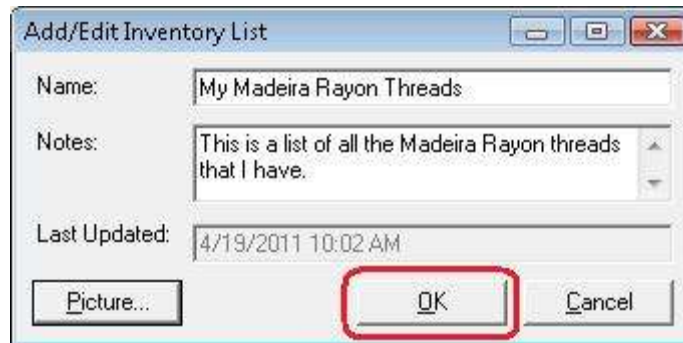 Add/Edit Inventory List
Name:
My Madeira Rayon Threads
Notes:
This is a list of all the Madeira Rayon threads
that I have.
Last Updated:
4/19/2011 10:02 AM
Picture...
OK
Cancel